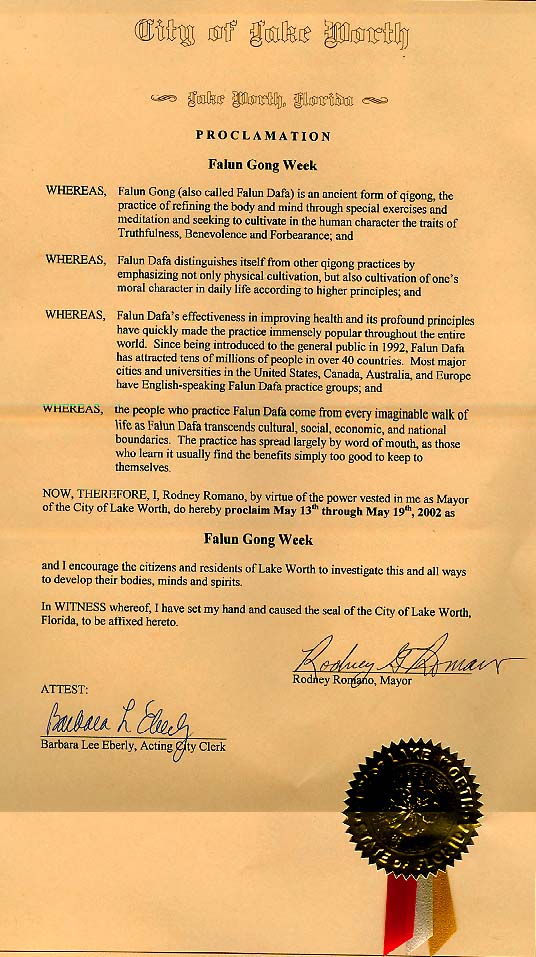 City of Lake Worth
Lake Worth, Florida
PROCLAMATION
Falun Gong Week
WHEREAS, Falun Gong (also called Falun Dafa) is an ancient form of qigong, the
practice of refining the body and mind through special exercises and
meditation and seeking to cultivate in the human character the traits of
Truthfulness, Benevolence and Forbearance; and
WHEREAS, Falun Dafa distinguishes itself from other qigong practices by
emphasizing not only physical cultivation, but also cultivation of one's
moral character in daily life according to higher principles; and
WHEREAS, Falun Dafa's effectiveness in improving health and its profound principles
have quickly made the practice immensely popular throughout the entire
world. Since being introduced to the general public in 1992, Falun Dafa
has attracted tens of millions of people in over 40 countries. Most major
cities and universities in the United States, Canada, Australia, and Europe
have English-speaking Falun Dafa practice groups; and
WHEREAS, the people who practice Falun Dafa come from every imaginable walk of
life as Falun Dafa transcends cultural, social, economic, and national
boundaries. The practice has spread largely by word of mouth, as those
who learn it usually find the benefits simply too good to keep to
themselves.
NOW, THEREFORE, I, Rodney Romano, by virtue of the power vested in me as Mayor
of the City of Lake Worth, do hereby proclaim May 13th through May 19th, 2002 as
Falun Gong Week
and I encourage the citizens and residents of Lake Worth to investigate this and all ways
to develop their bodies, minds and spirits.
In WITNESS whereof, I have set my hand and caused the seal of the City of Lake Worth,
Florida, to be affixed hereto.
Rodney G Romano
Rodney Romano, Mayor
ATTEST:
Barbara L Eberly
Barbara Lee Eberly, Acting City Clerk
LAKE WORTH
STATE OF FLORIDA